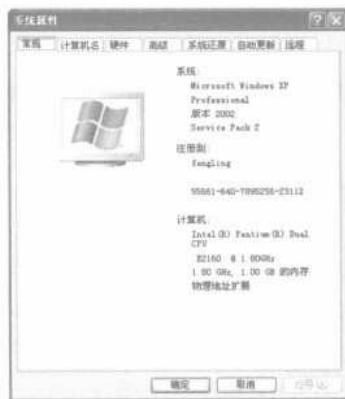 系统属性
常规 计算机名 硬件 高级 系统还原 自动更新 远程
系统:
Microsoft Windows XP
Professional
版本 2002
Service Pack 2
注册到:
fengling
55661-640-7895255-23112
计算机:
Intel(R) Pentium(R) Dual
CPU
E2160 @ 1.80GHz
1.80 GHz, 1.00 GB 的内存
物理地址扩展
确定 取消